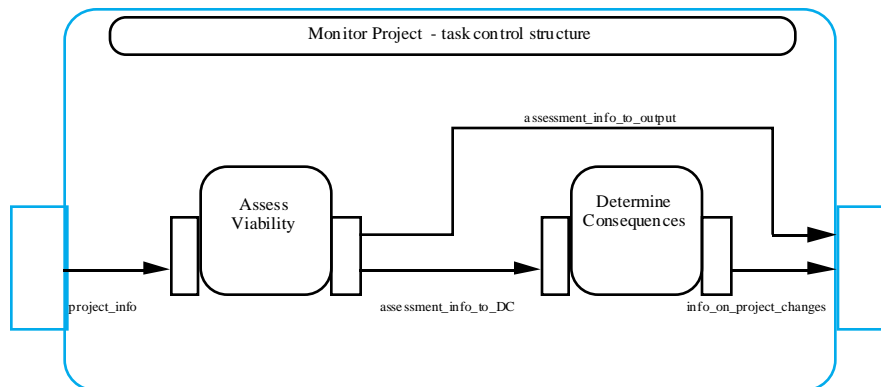 Monitor Project - task control structure
assessment_info_to_output
Assess
Viability
Determine
Consequences
project_info
assessment_info_to_DC
info_on_project_changes